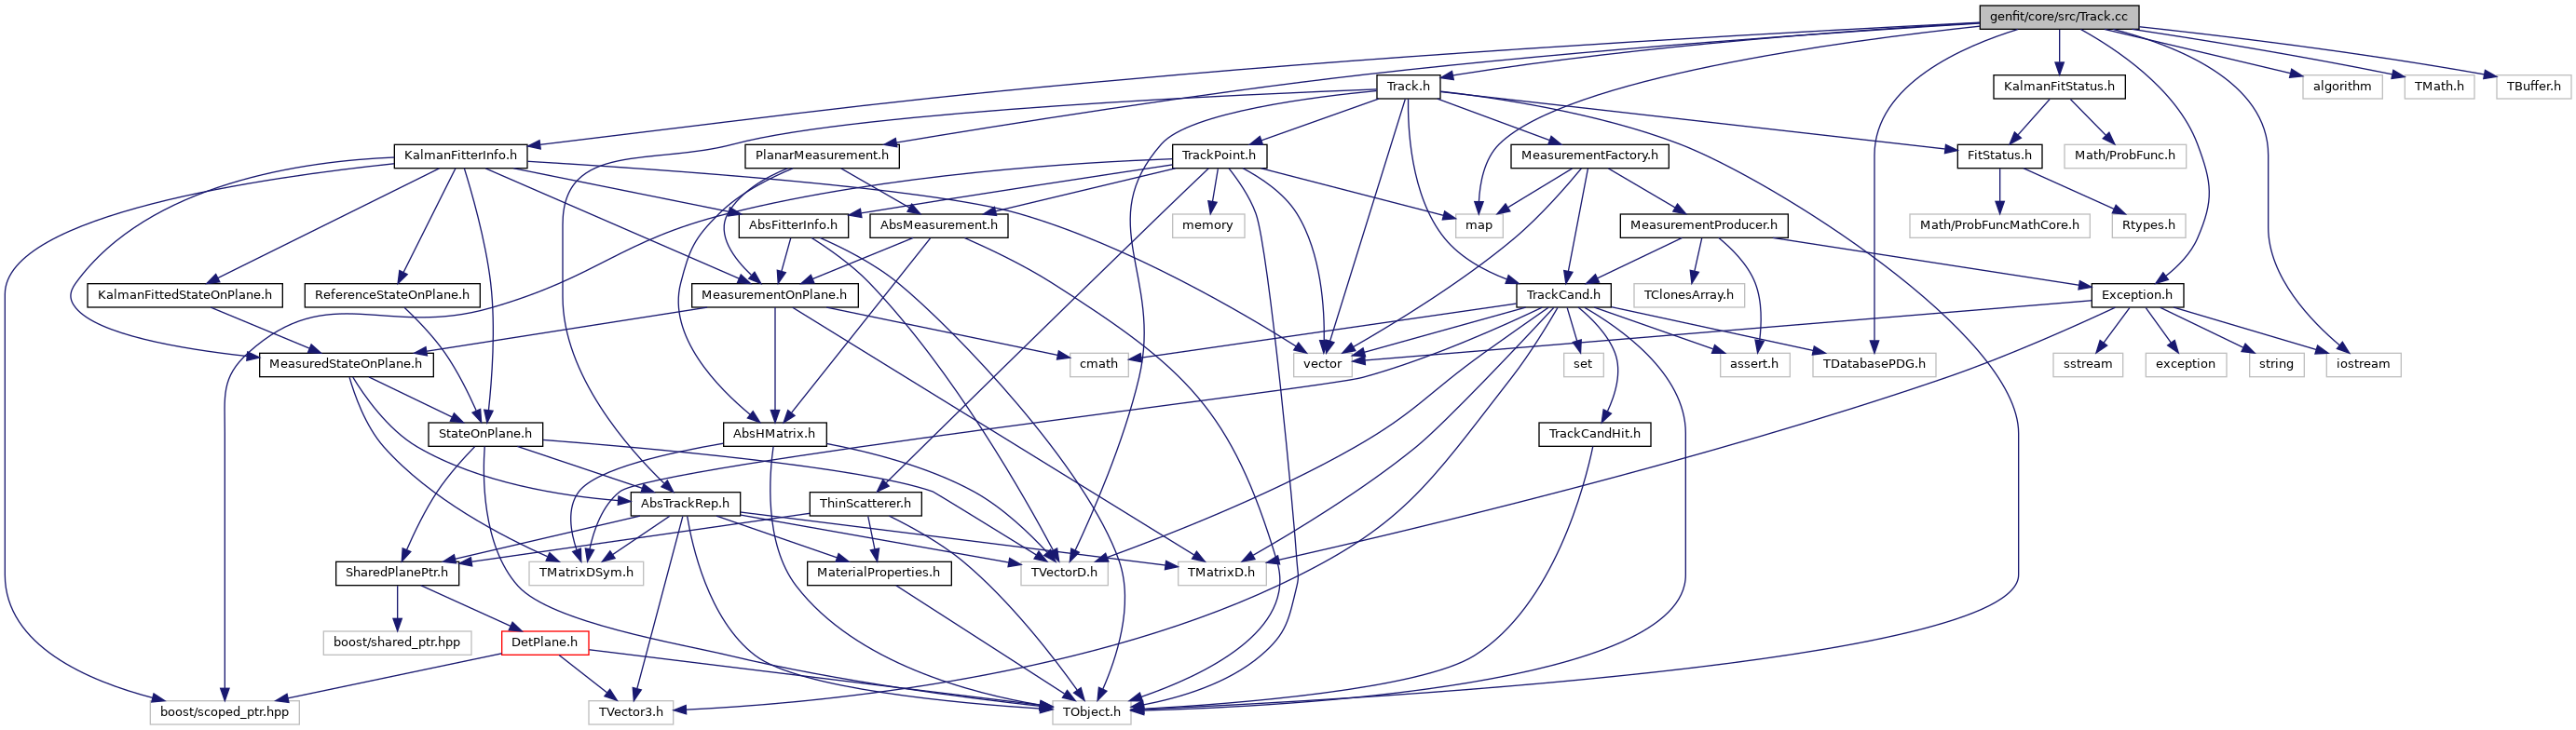 genfit/core/src/Track.cc
Track.h
KalmanFitStatus.h
algorithm
TMath.h
TBuffer.h
KalmanFitterInfo.h
PlanarMeasurement.h
TrackPoint.h
MeasurementFactory.h
FitStatus.h
Math/ProbFunc.h
AbsFitterInfo.h
AbsMeasurement.h
memory
map
MeasurementProducer.h
Math/ProbFuncMathCore.h
Rtypes.h
KalmanFittedStateOnPlane.h
ReferenceStateOnPlane.h
MeasurementOnPlane.h
TrackCand.h
TClonesArray.h
Exception.h
MeasuredStateOnPlane.h
cmath
vector
set
assert.h
TDatabasePDG.h
sstream
exception
string
iostream
StateOnPlane.h
AbsHMatrix.h
TrackCandHit.h
AbsTrackRep.h
ThinScatterer.h
SharedPlanePtr.h
TMatrixDSym.h
MaterialProperties.h
TVectorD.h
TMatrixD.h
boost/shared_ptr.hpp
DetPlane.h
boost/scoped_ptr.hpp
TVector3.h
TObject.h